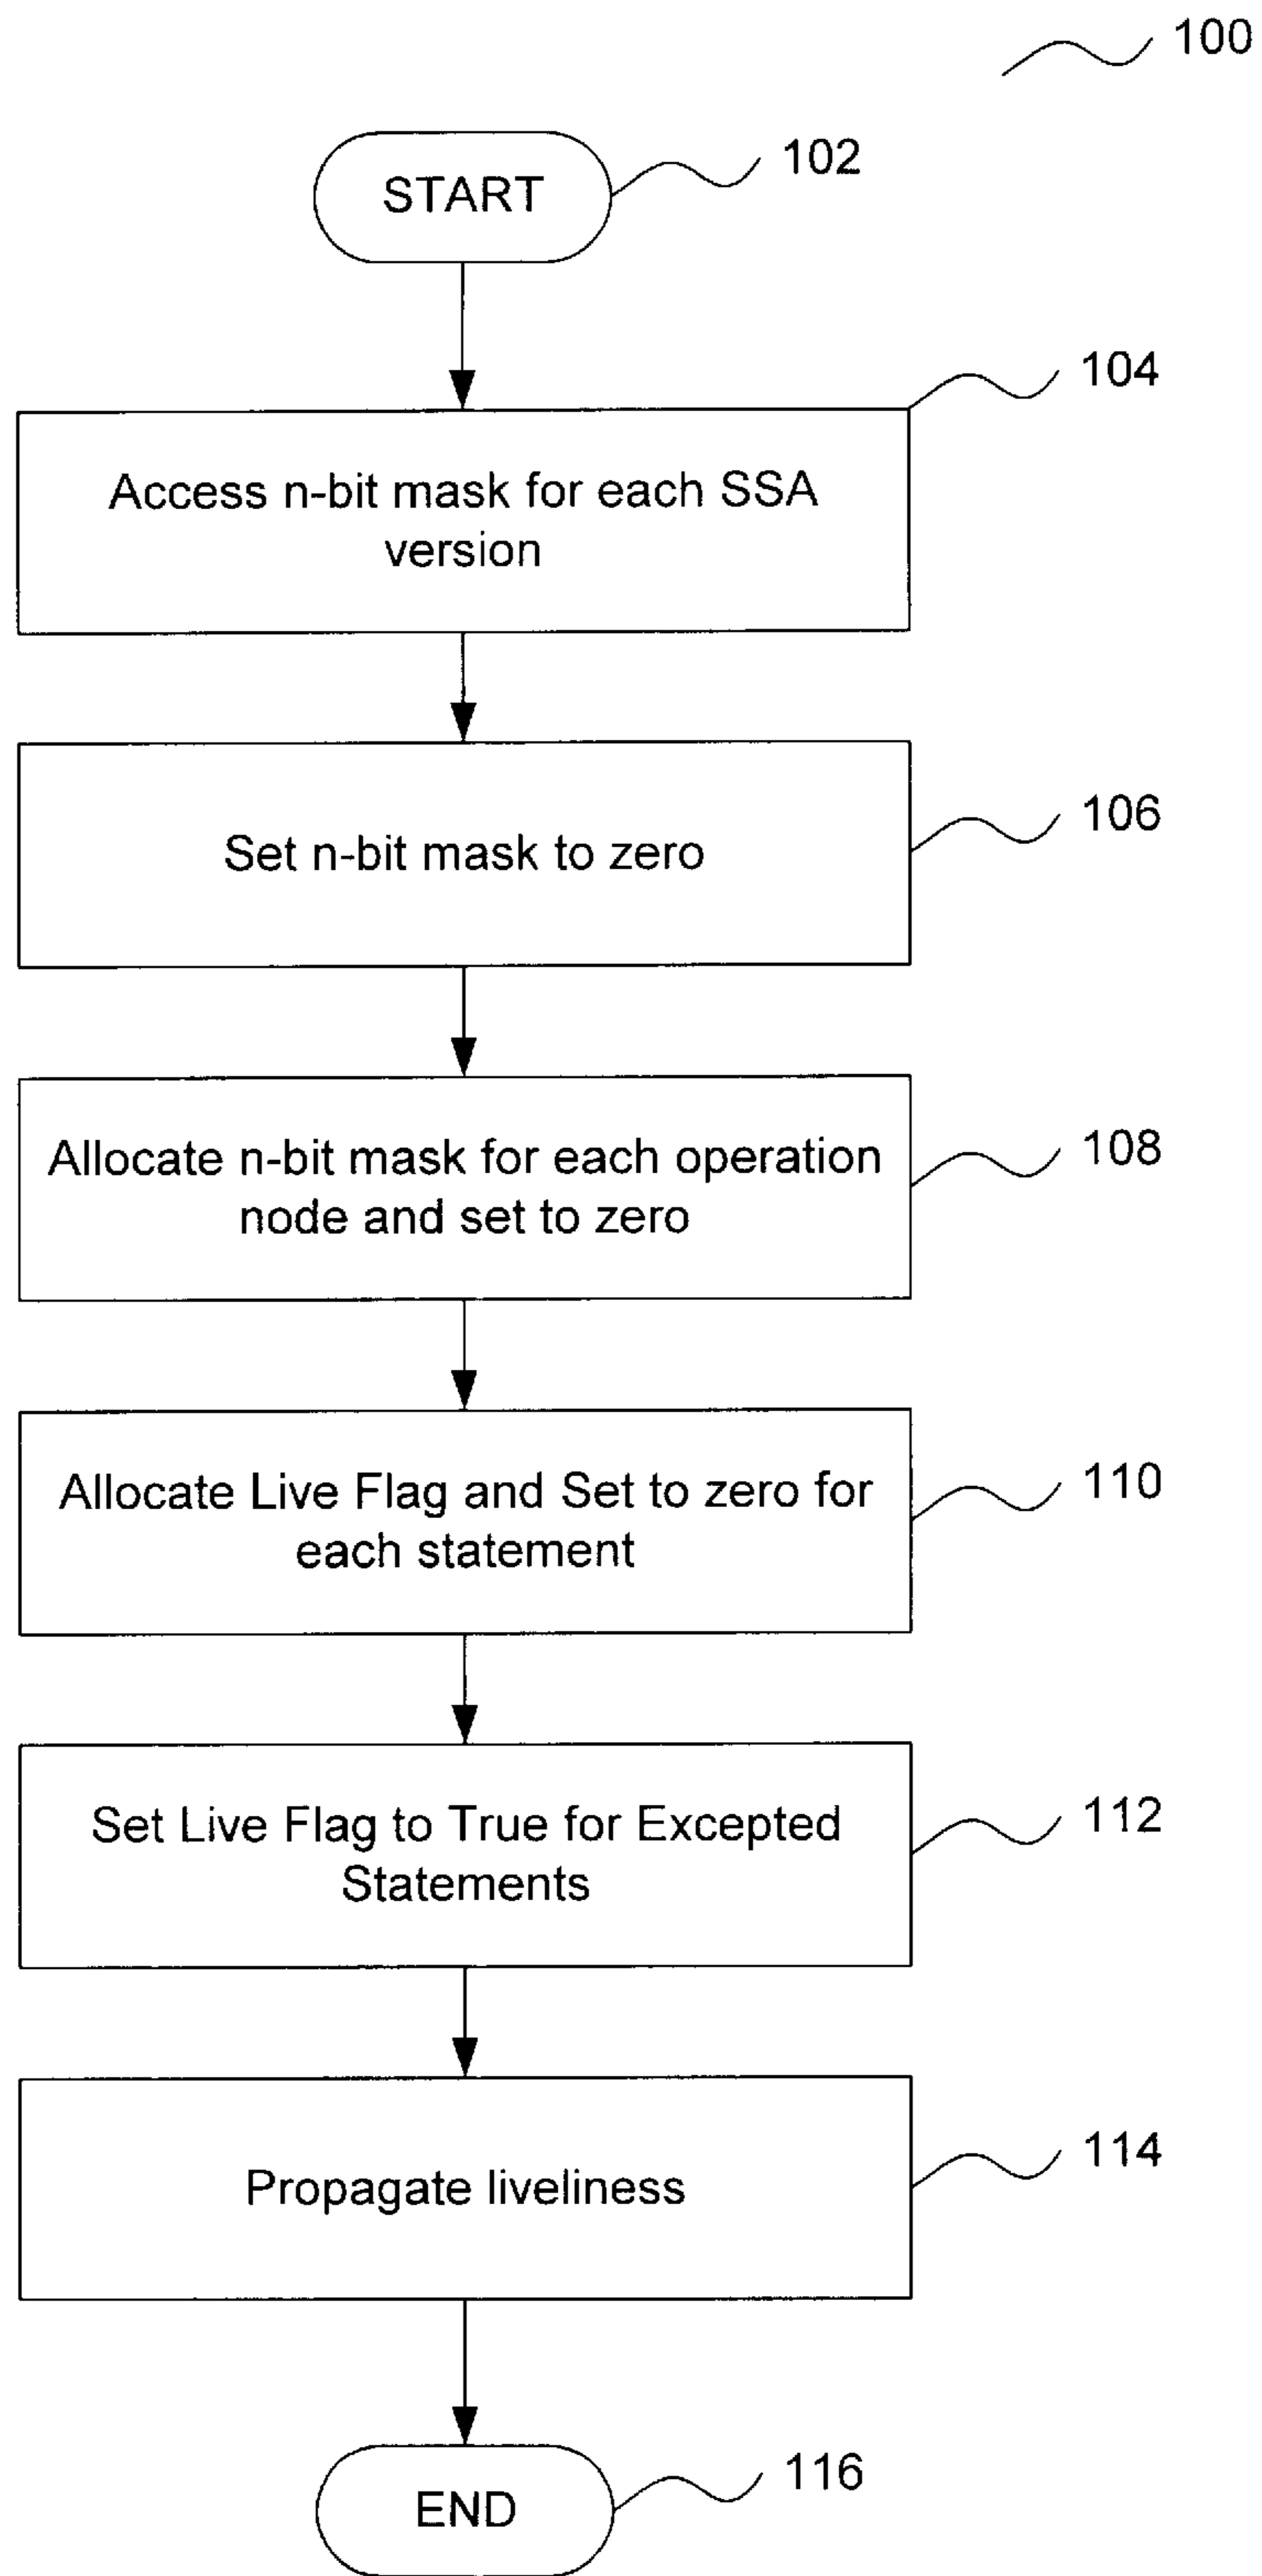 100
START
102
104
Access n-bit mask for each SSA
version
106
Set n-bit mask to zero
108
Allocate n-bit mask for each operation
node and set to zero
110
Allocate Live Flag and Set to zero for
each statement
112
Set Live Flag to True for Excepted
Statements
114
Propagate liveliness
116
END